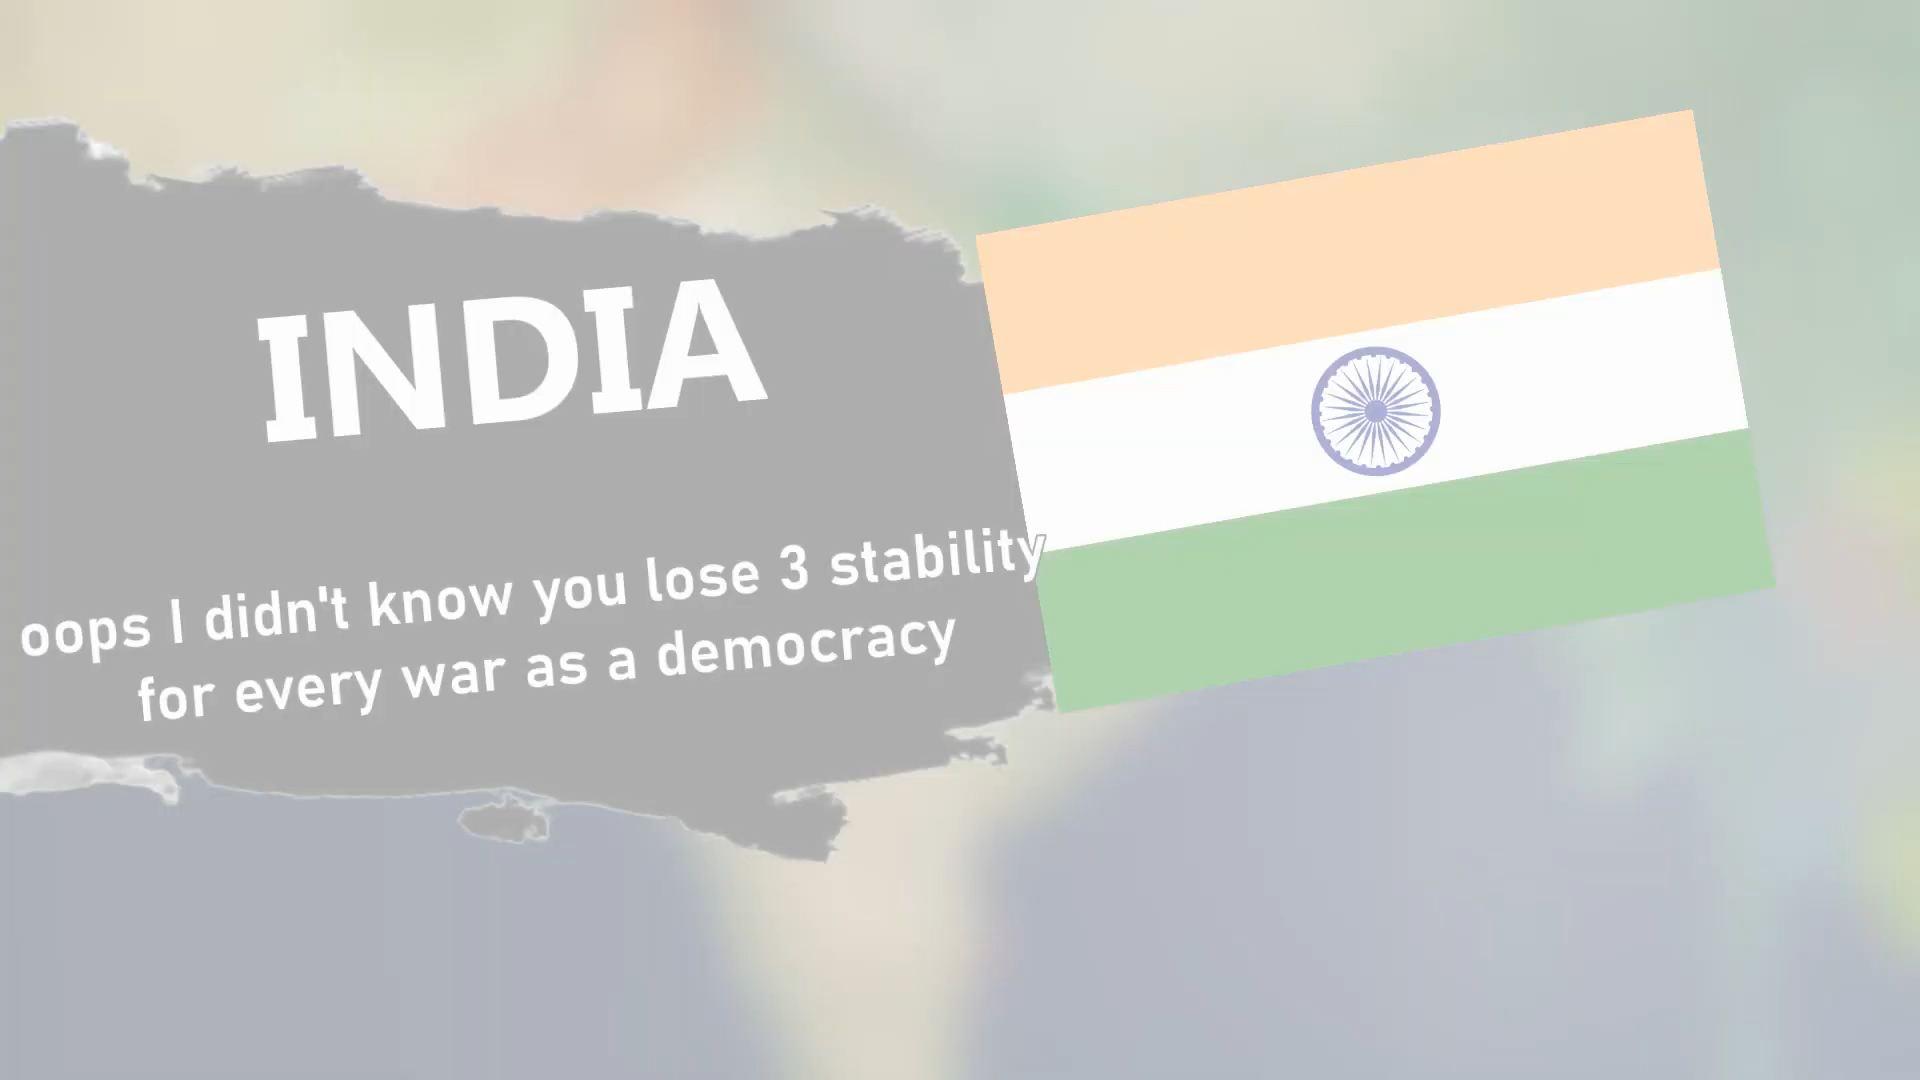 INDIA
oops I didn't know you lose 3 stability
for every war as a democracy